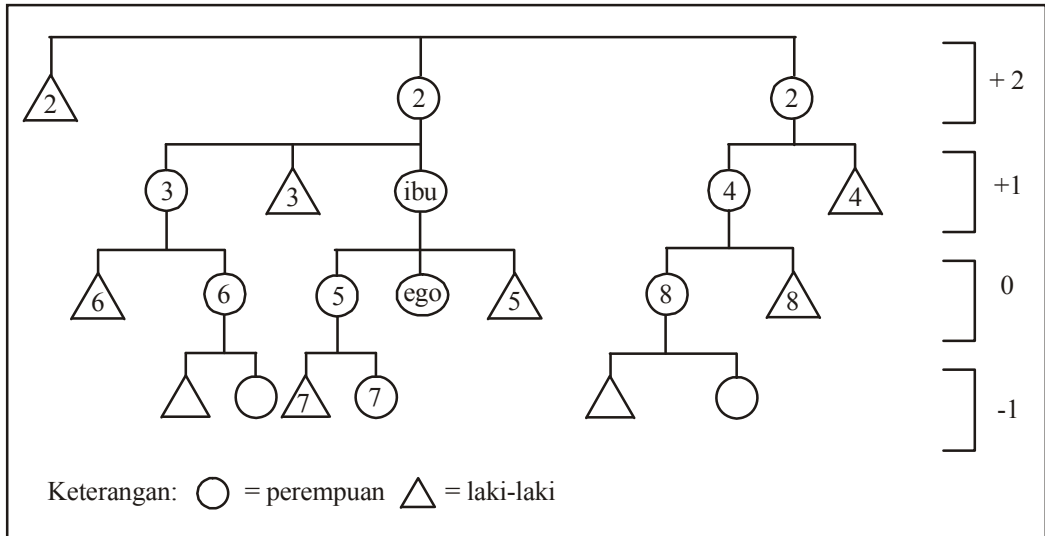 2 2 2 + 2
3 3 ibu 4 4 +1
6 6 5 ego 5 8 8 0
7 7 -1
Keterangan: = perempuan = laki-laki